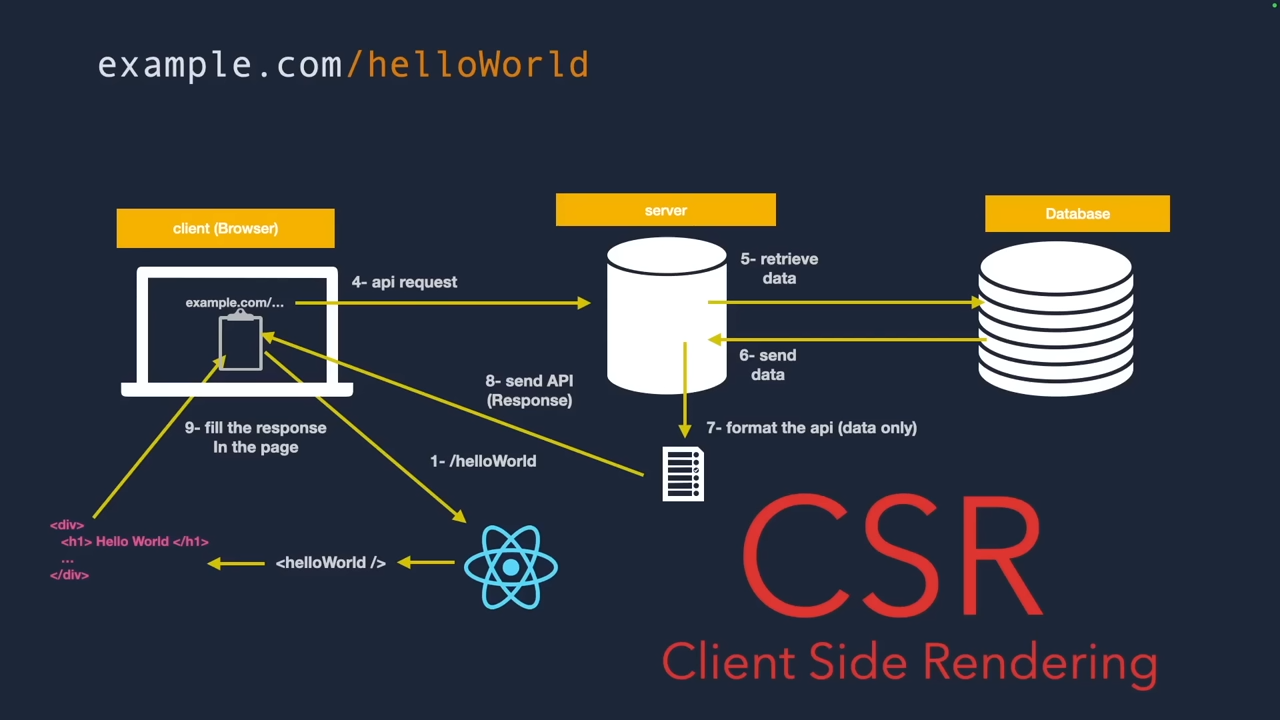 example.com/helloWorld
client (Browser)
server
Database
example.com/...
4- api request
5- retrieve
data
6- send
data
8- send API
(Response)
7- format the api (data only)
9- fill the response
In the page
1- /helloWorld
<div>
<h1> Hello World </h1>
...
</div>
<helloWorld />
CSR
Client Side Rendering